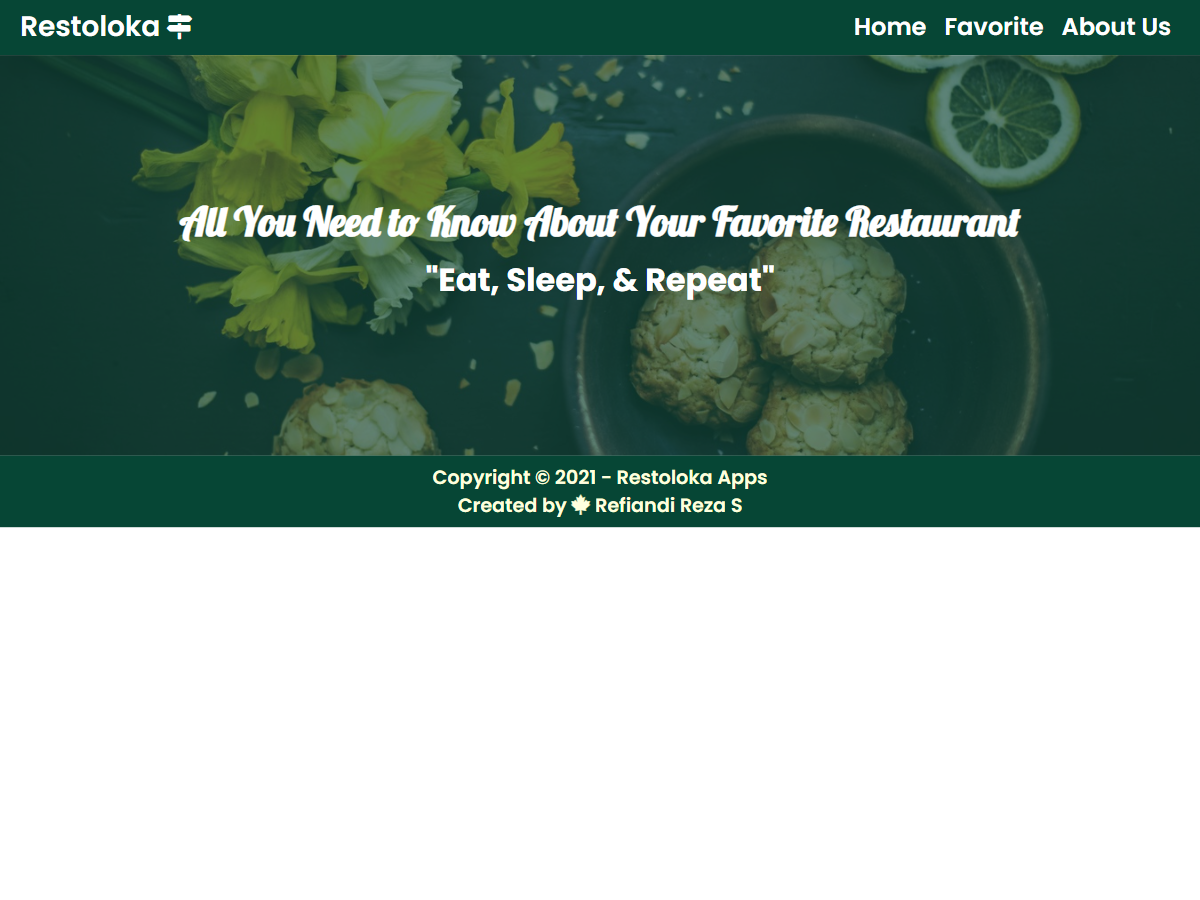 Restoloka
Home Favorite About Us
All You Need to Know About Your Favorite Restaurant
"Eat, Sleep, & Repeat"
Copyright © 2021 - Restoloka Apps
Created by Refiandi Reza S